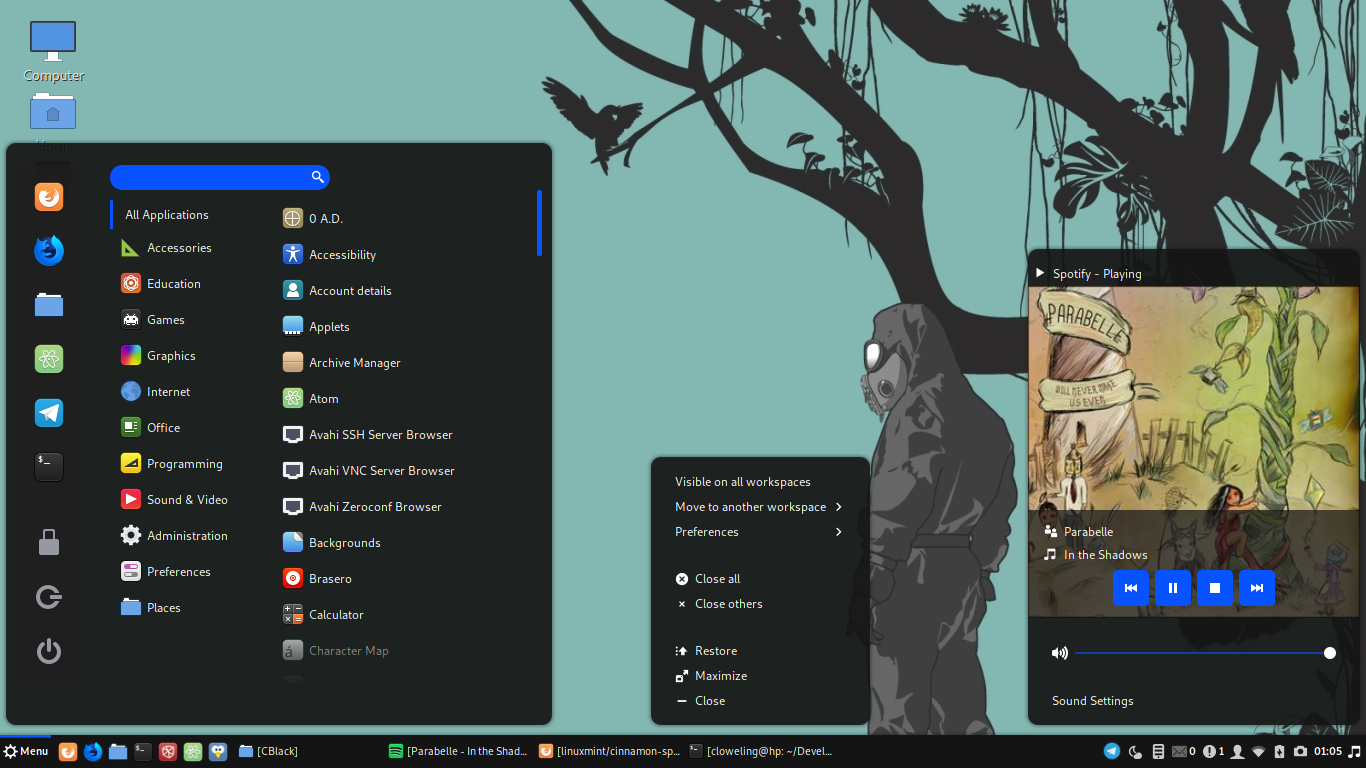 Computer
All Applications
Accessories
Education
Games
Graphics
Internet
Office
Programming
Sound & Video
Administration
Preferences
Places
0 A.D.
Accessibility
Account details
Applets
Archive Manager
Atom
Avahi SSH Server Browser
Avahi VNC Server Browser
Avahi Zeroconf Browser
Backgrounds
Brasero
Calculator
Character Map
Visible on all workspaces
Move to another workspace
Preferences
Close all
Close others
Restore
Maximize
Close
Spotify - Playing
PARABELLE
WILL NEVER MAKE
US EVEN
Parabelle
In the Shadows
Sound Settings
Menu
[CBlack]
[Parabelle - In the Shad...
[linuxmint/cinnamon-sp...
[cloweling@hp: ~/Devel...
0
1
01:05